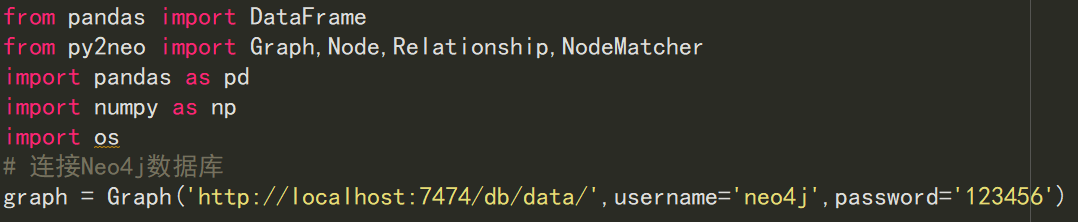 from pandas import DataFrame
from py2neo import Graph,Node,Relationship,NodeMatcher
import pandas as pd
import numpy as np
import os
# 连接Neo4j数据库
graph = Graph('http://localhost:7474/db/data/',username='neo4j',password='123456')